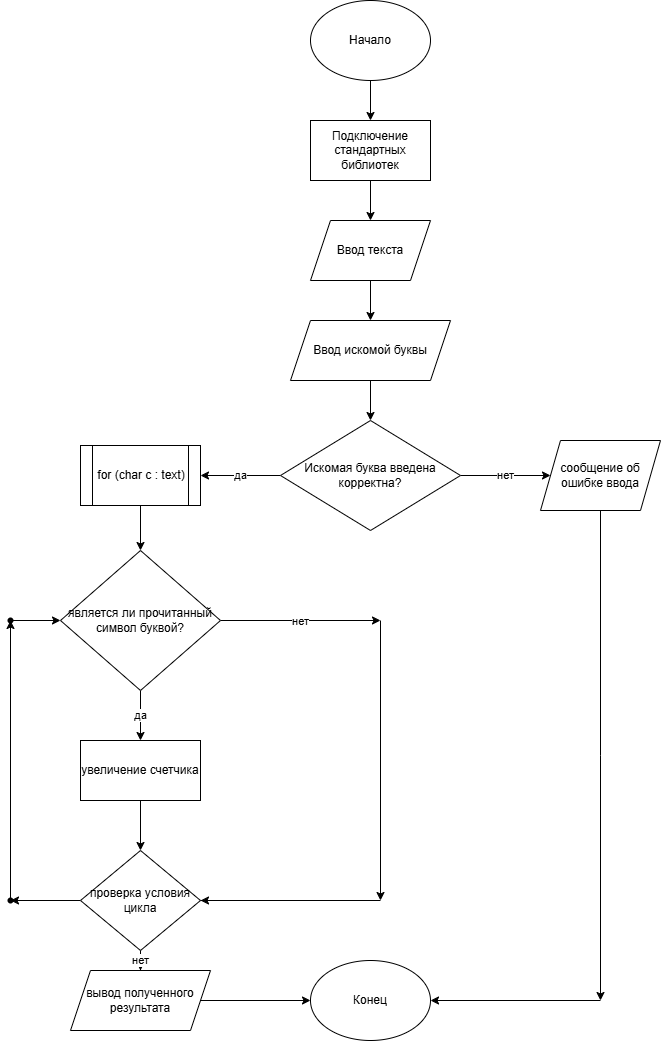 Начало
Подключение
стандартных
библиотек
Ввод текста
Ввод искомой буквы
Искомая буква введена
корректна?
да
нет
for (char c : text)
сообщение об
ошибке ввода
является ли прочитанный
символ буквой?
нет
да
увеличение счетчика
проверка условия
цикла
нет
вывод полученного
результата
Конец